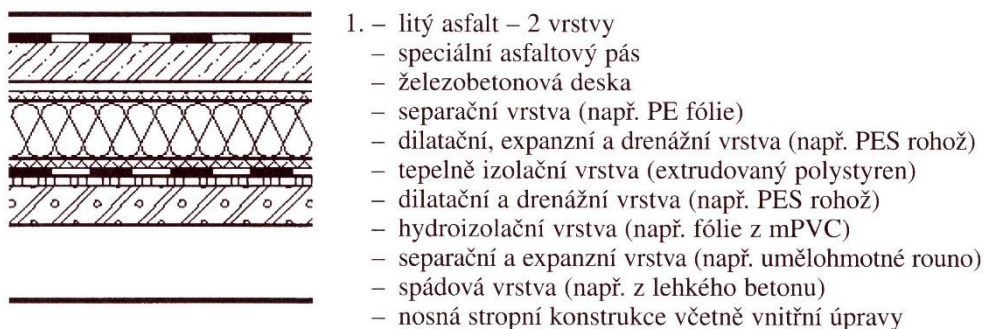 1. – litý asfalt – 2 vrstvy
– speciální asfaltový pás
– železobetonová deska
– separační vrstva (např. PE fólie)
– dilatační, expanzní a drenážní vrstva (např. PES rohož)
– tepelně izolační vrstva (extrudovaný polystyren)
– dilatační a drenážní vrstva (např. PES rohož)
– hydroizolační vrstva (např. fólie z mPVC)
– separační a expanzní vrstva (např. umělohmotné rouno)
– spádová vrstva (např. z lehkého betonu)
– nosná stropní konstrukce včetně vnitřní úpravy